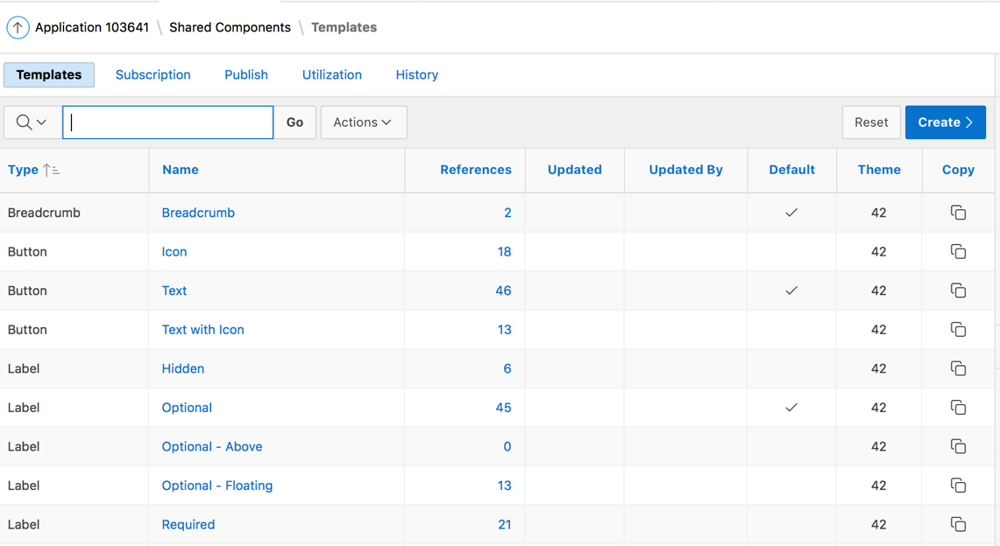 Application 103641 \ Shared Components \ Templates
Templates Subscription Publish Utilization History
Go Actions Reset Create
Type Name References Updated Updated By Default Theme Copy
Breadcrumb Breadcrumb 2 42
Button Icon 18 42
Button Text 46 42
Button Text with Icon 13 42
Label Hidden 6 42
Label Optional 45 42
Label Optional - Above 0 42
Label Optional - Floating 13 42
Label Required 21 42